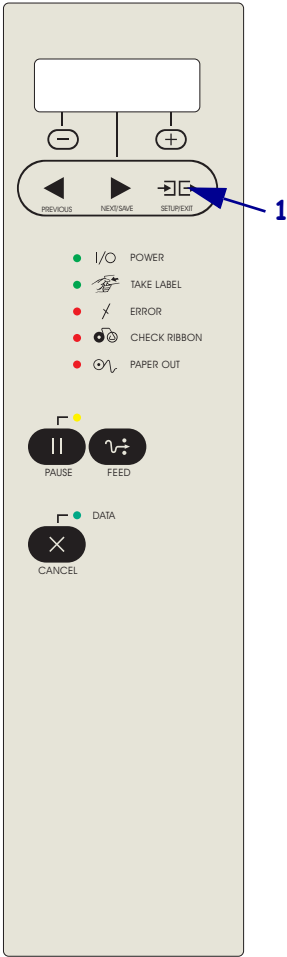 PREVIOUS NEXT/SAVE SETUP/EXIT
1
I/O POWER
TAKE LABEL
ERROR
CHECK RIBBON
PAPER OUT
PAUSE FEED
DATA
CANCEL